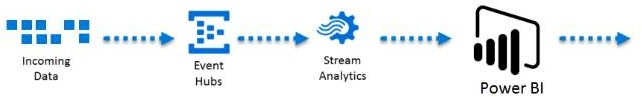 Incoming
Data
Event
Hubs
Stream
Analytics
Power BI